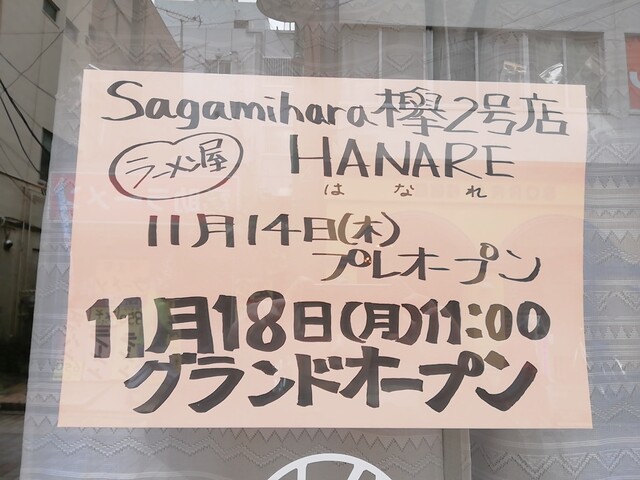 Sagamihara欅2号店
ラーメン屋 HANARE
はなれ
11月14日(木)
プレオープン
11月18日(月)11:00
グランドオープン